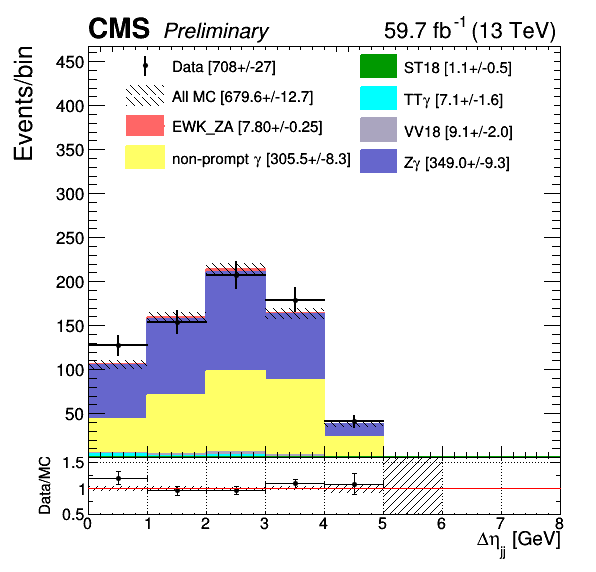 CMS Preliminary 59.7 fb⁻¹ (13 TeV)
Events/bin
450
400
350
300
250
200
150
100
50
Data [708+/-27]
All MC [679.6+/-12.7]
EWK_ZA [7.80+/-0.25]
non-prompt γ [305.5+/-8.3]
ST18 [1.1+/-0.5]
TTγ [7.1+/-1.6]
VV18 [9.1+/-2.0]
Zγ [349.0+/-9.3]
Data/MC
1.5
1
0.5
0 1 2 3 4 5 6 7 8
Δη_jj [GeV]